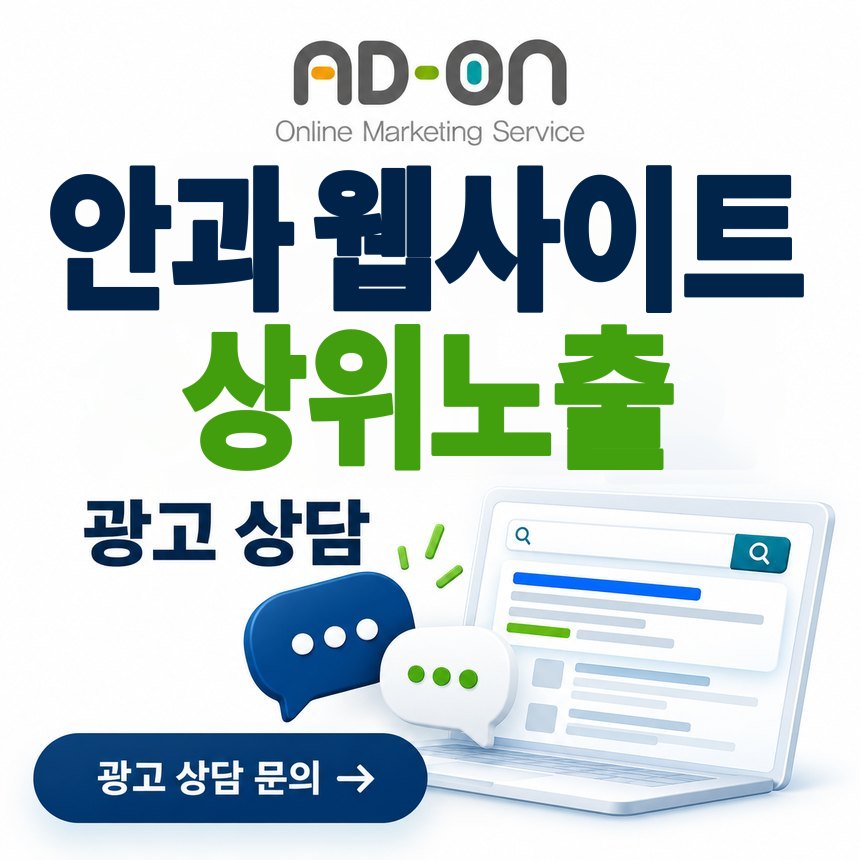 AD-ON
Online Marketing Service
안과 웹사이트
상위노출
광고 상담
광고 상담 문의 →